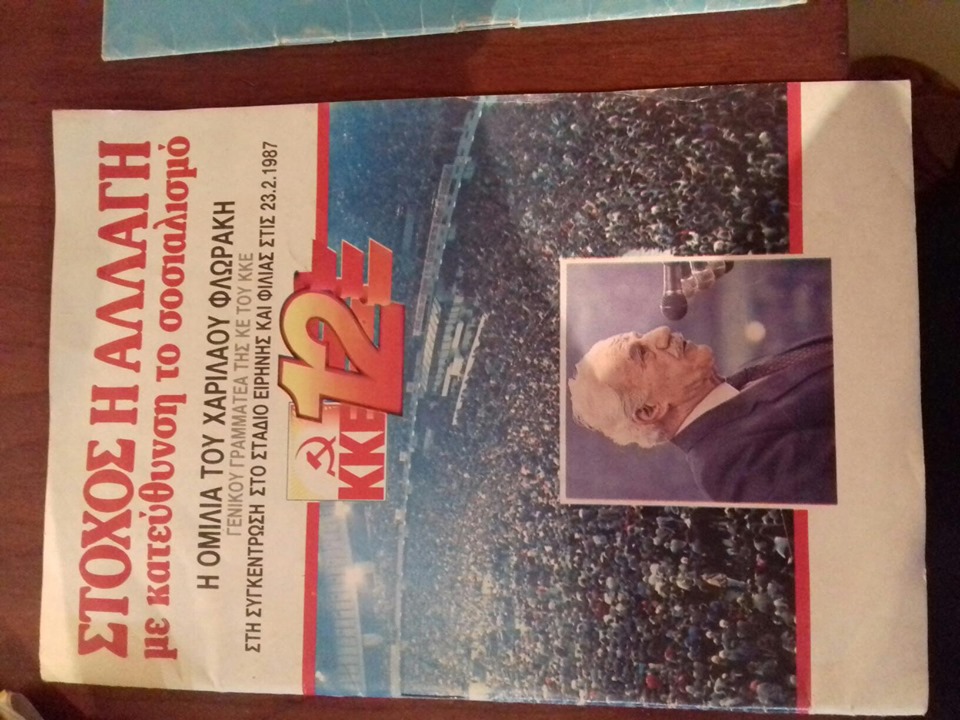 ΣΤΟΧΟΣ Η ΑΛΛΑΓΗ
με κατεύθυνση το σοσιαλισμό
Η ΟΜΙΛΙΑ ΤΟΥ ΧΑΡΙΛΑΟΥ ΦΛΩΡΑΚΗ
ΓΕΝΙΚΟΥ ΓΡΑΜΜΑΤΕΑ ΤΗΣ ΚΕ ΤΟΥ ΚΚΕ
ΣΤΗ ΣΥΓΚΕΝΤΡΩΣΗ ΣΤΟ ΣΤΑΔΙΟ ΕΙΡΗΝΗΣ ΚΑΙ ΦΙΛΙΑΣ ΣΤΙΣ 23.2.1987
12
ΚΚΕ